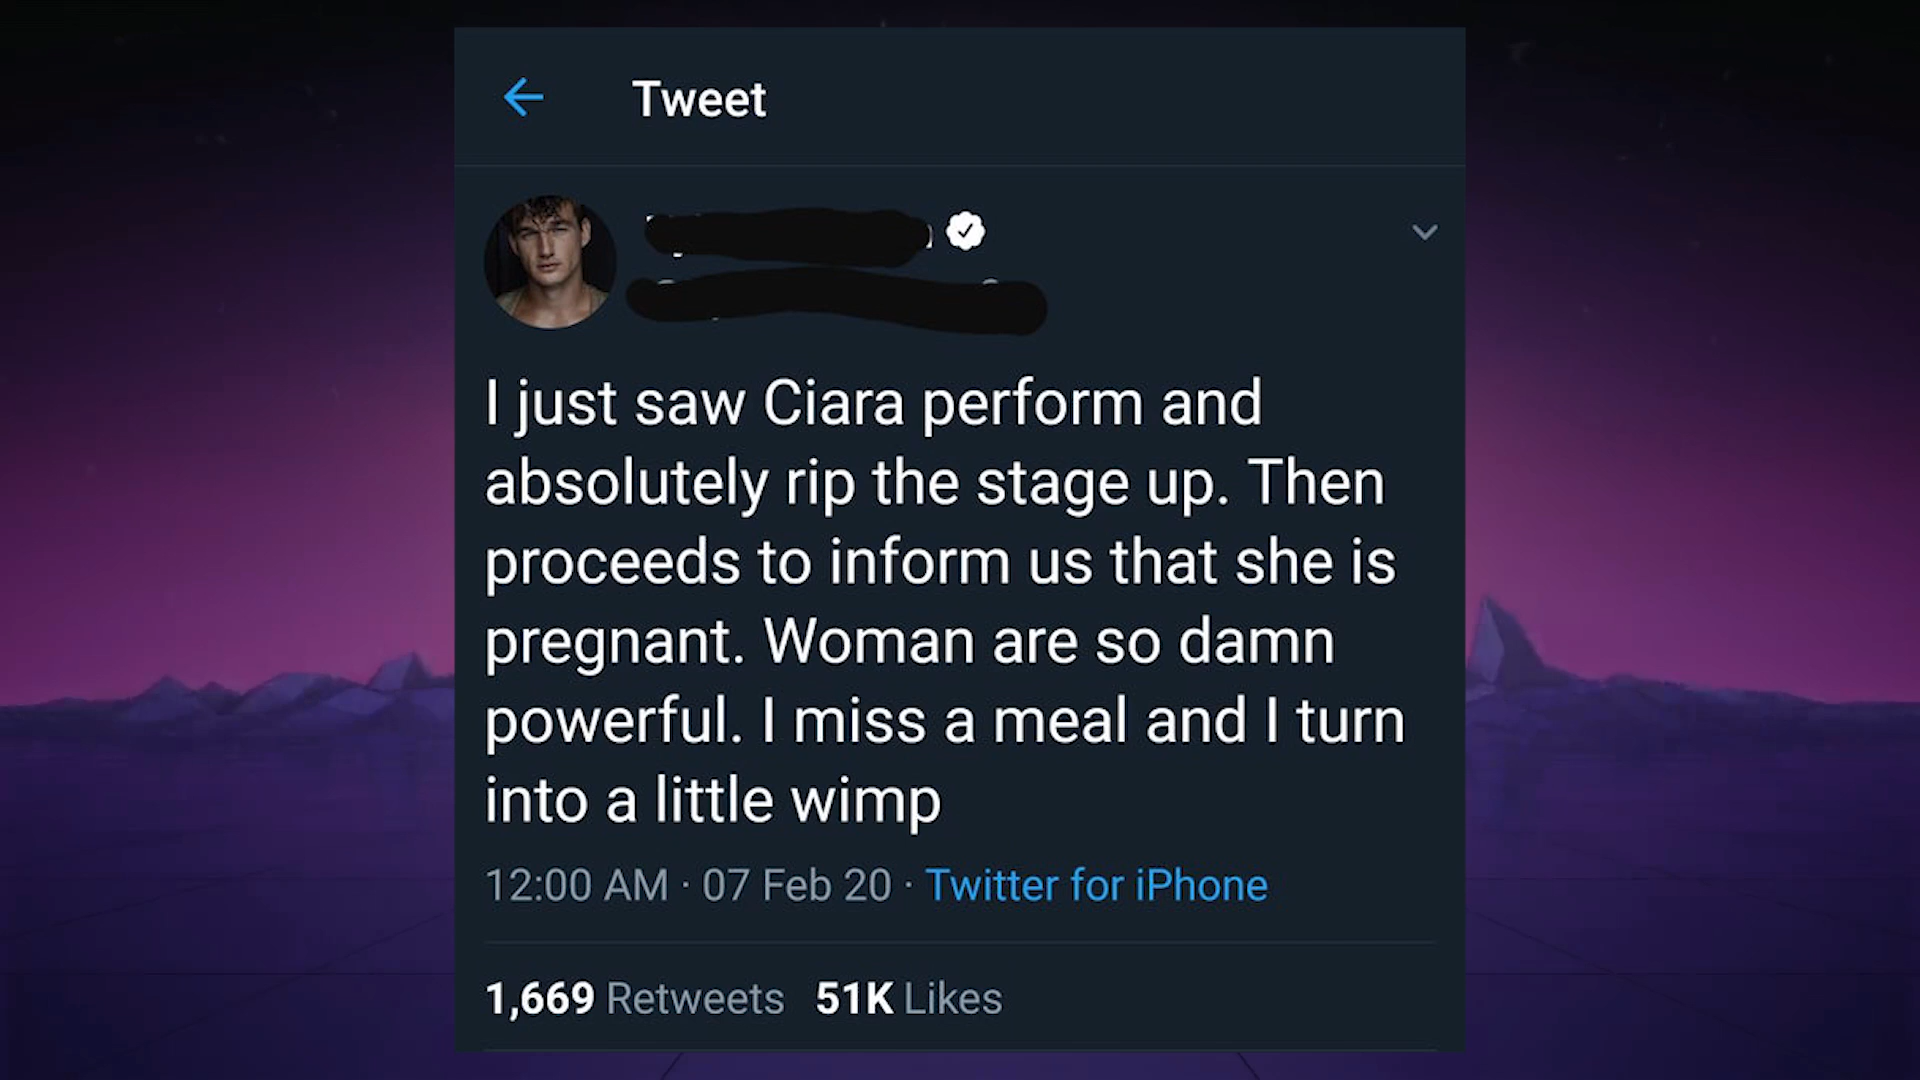 Tweet
I just saw Ciara perform and
absolutely rip the stage up. Then
proceeds to inform us that she is
pregnant. Woman are so damn
powerful. I miss a meal and I turn
into a little wimp
12:00 AM · 07 Feb 20 · Twitter for iPhone
1,669 Retweets 51K Likes